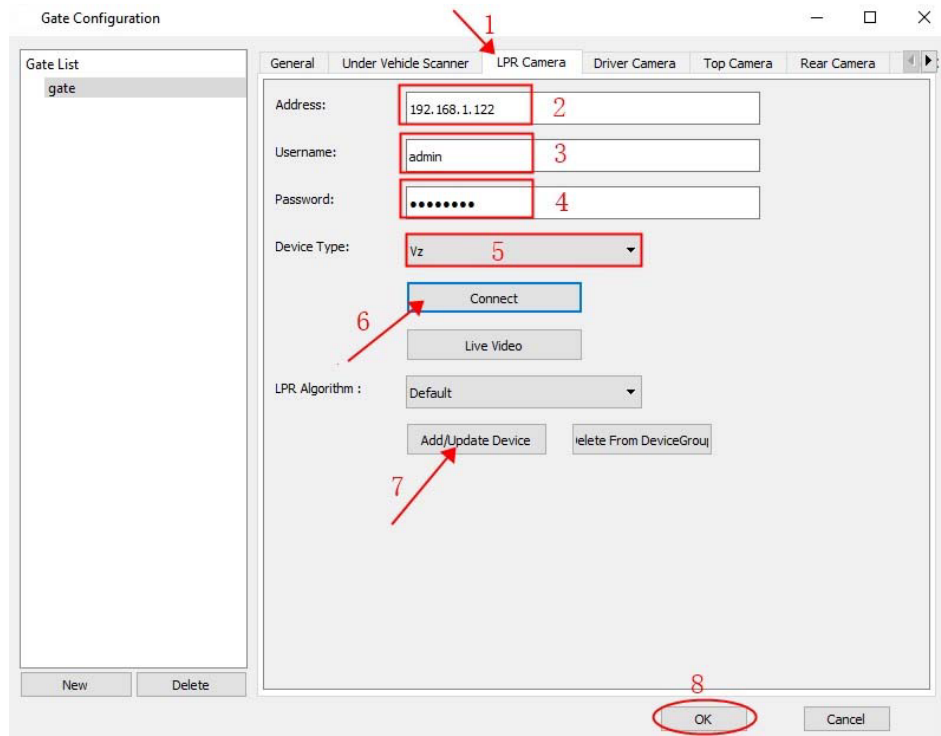 Gate Configuration
1
Gate List
gate
General Under Vehicle Scanner LPR Camera Driver Camera Top Camera Rear Camera
Address: 192.168.1.122 2
Username: admin 3
Password: •••••••• 4
Device Type: Vz 5
Connect
6
Live Video
LPR Algorithm : Default
Add/Update Device elete From DeviceGrou
7
New Delete
8
OK Cancel